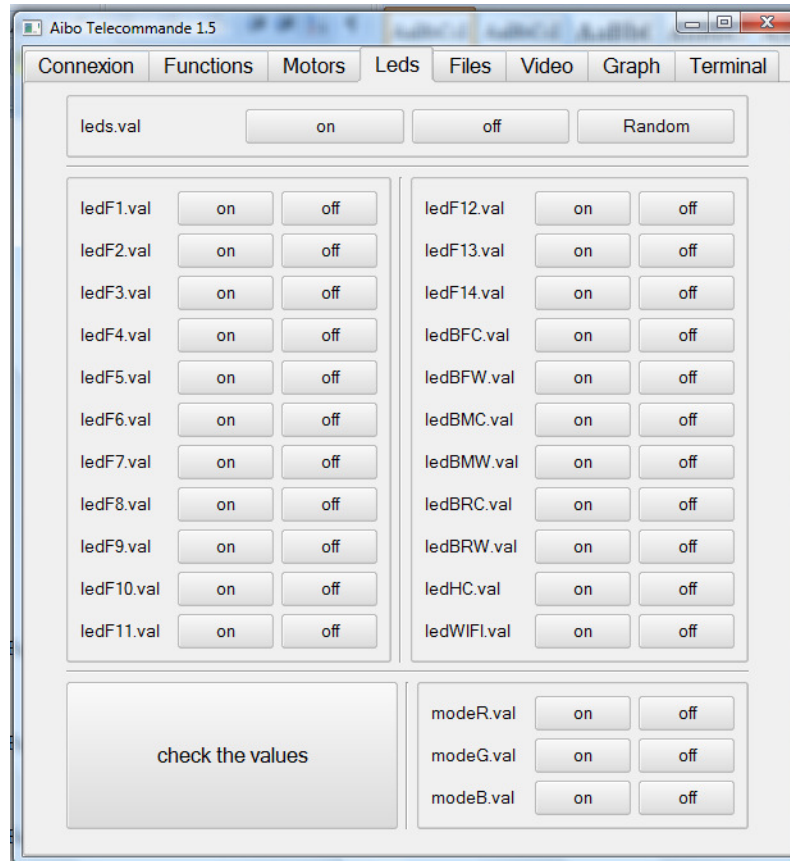 Aibo Telecommande 1.5
Connexion Functions Motors Leds Files Video Graph Terminal
leds.val on off Random
ledF1.val on off
ledF2.val on off
ledF3.val on off
ledF4.val on off
ledF5.val on off
ledF6.val on off
ledF7.val on off
ledF8.val on off
ledF9.val on off
ledF10.val on off
ledF11.val on off
ledF12.val on off
ledF13.val on off
ledF14.val on off
ledBFC.val on off
ledBFW.val on off
ledBMC.val on off
ledBMW.val on off
ledBRC.val on off
ledBRW.val on off
ledHC.val on off
ledWIFI.val on off
check the values
modeR.val on off
modeG.val on off
modeB.val on off